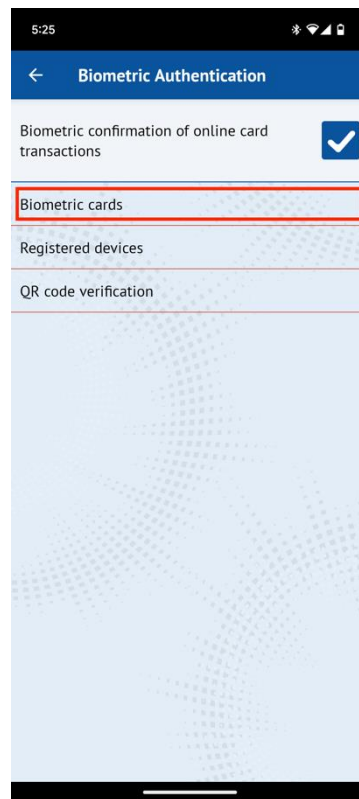 5:25
Biometric Authentication
Biometric confirmation of online card
transactions
Biometric cards
Registered devices
QR code verification